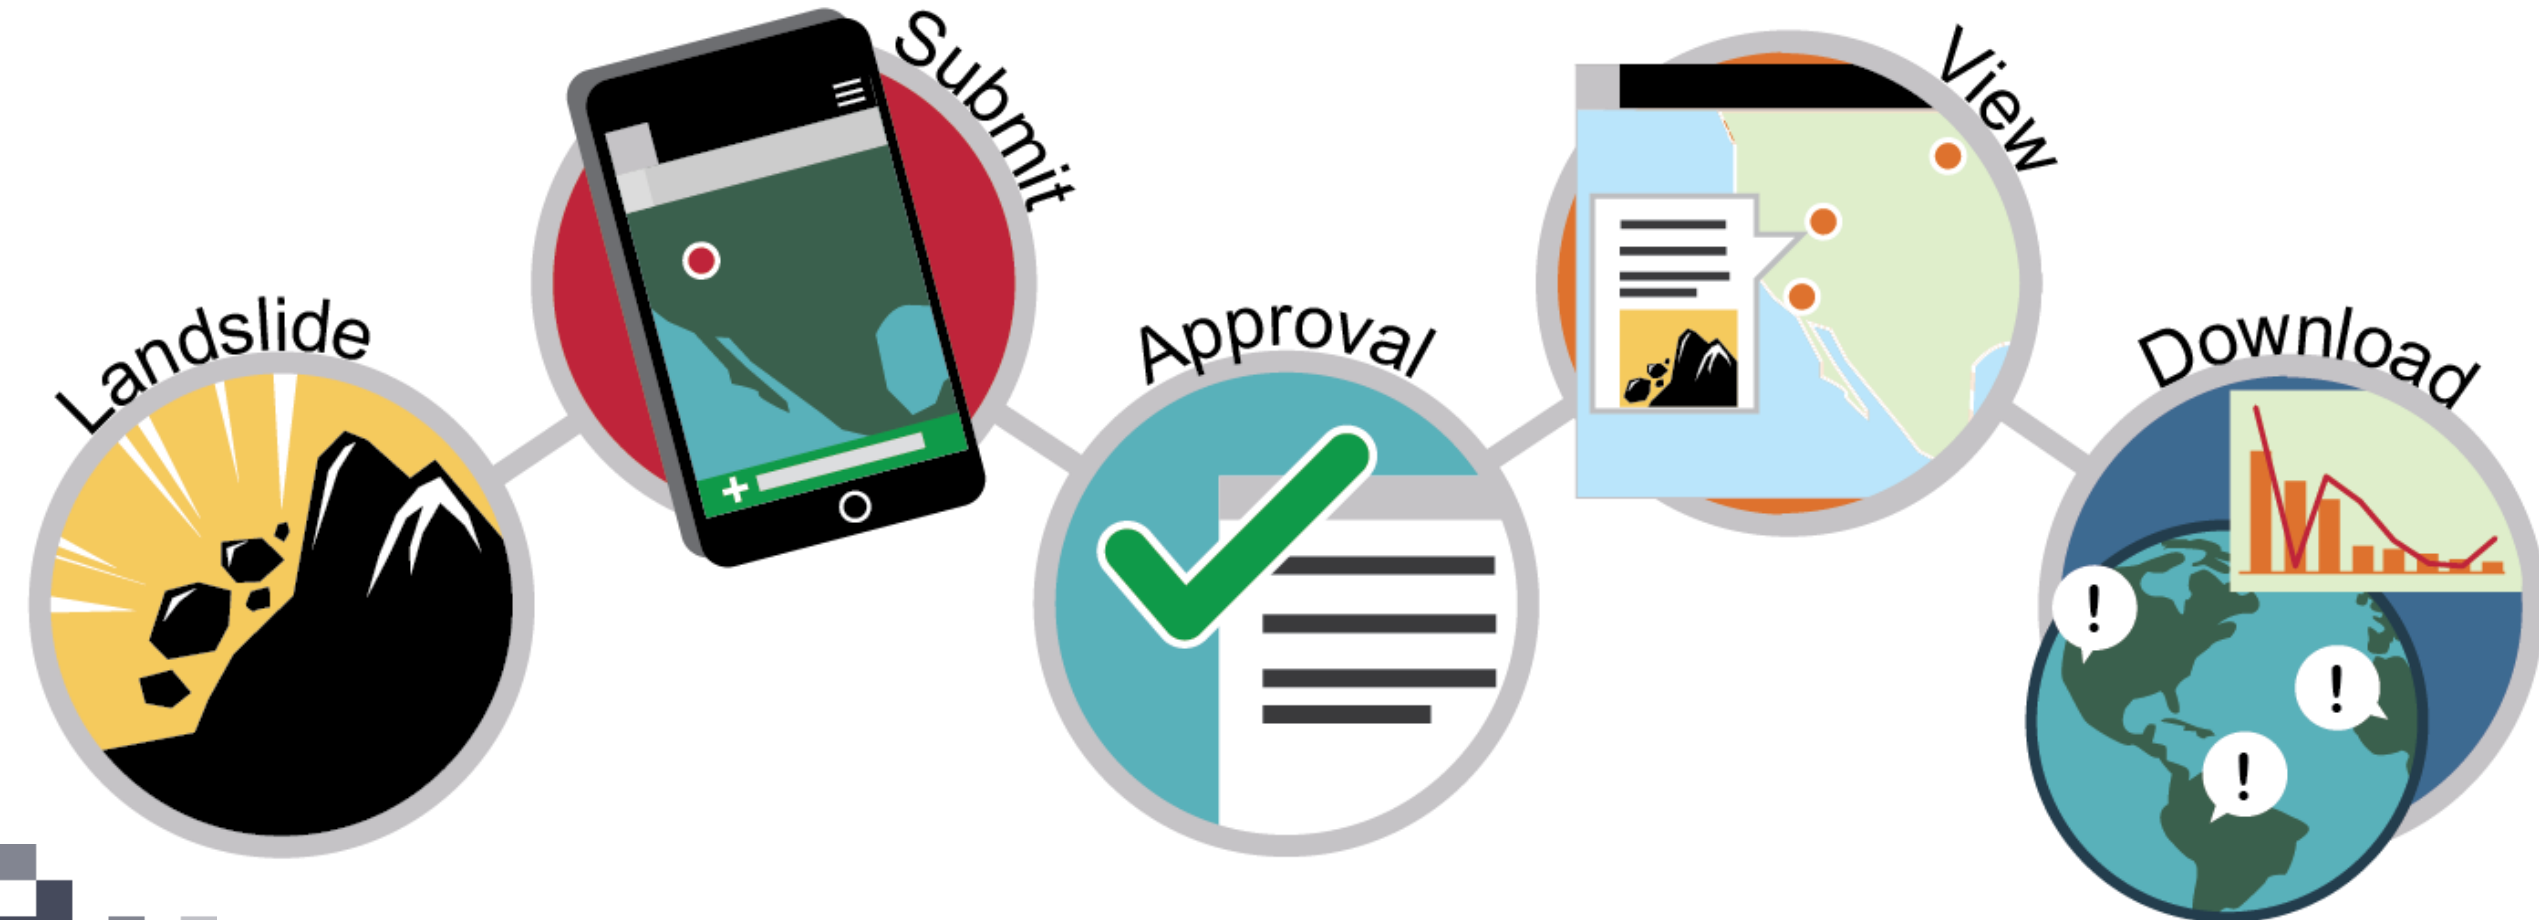 Landslide
Submit
Approval
View
Download
!
!
!